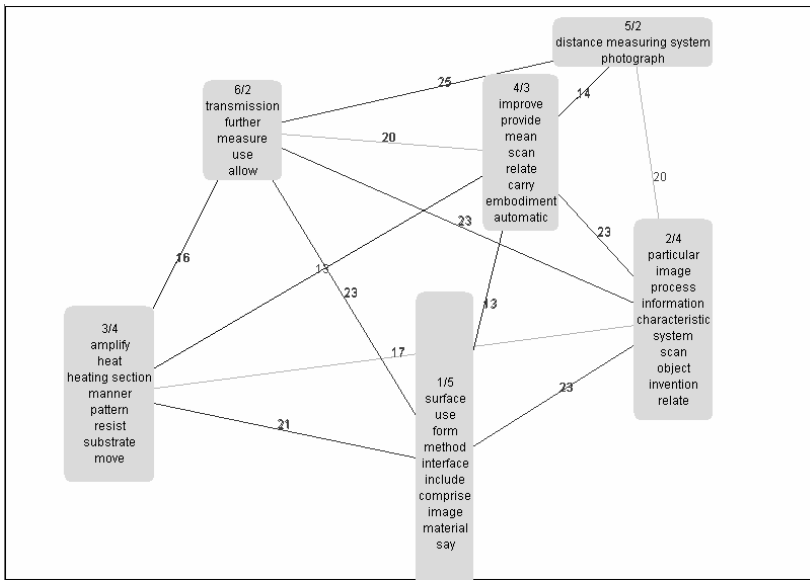 5/2
distance measuring system
photograph
6/2
transmission
further
measure
use
allow
4/3
improve
provide
mean
scan
relate
carry
embodiment
automatic
2/4
particular
image
process
information
characteristic
system
scan
object
invention
relate
3/4
amplify
heat
heating section
manner
pattern
resist
substrate
move
1/5
surface
use
form
method
interface
include
comprise
image
material
say
25
14
20
20
23
23
16
13
23
13
17
23
21